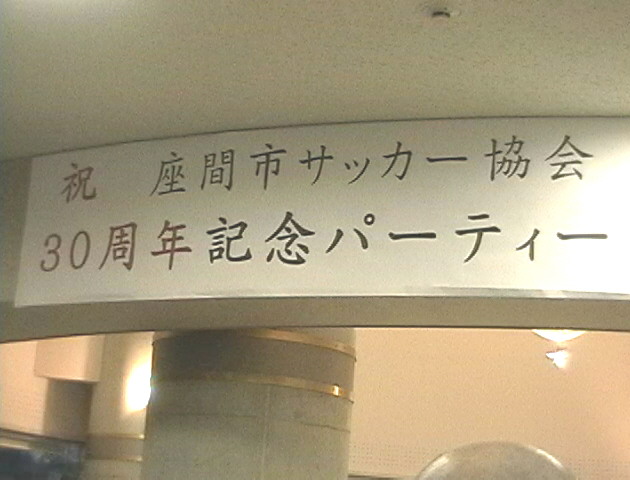 祝　座間市サッカー協会
30周年記念パーティー